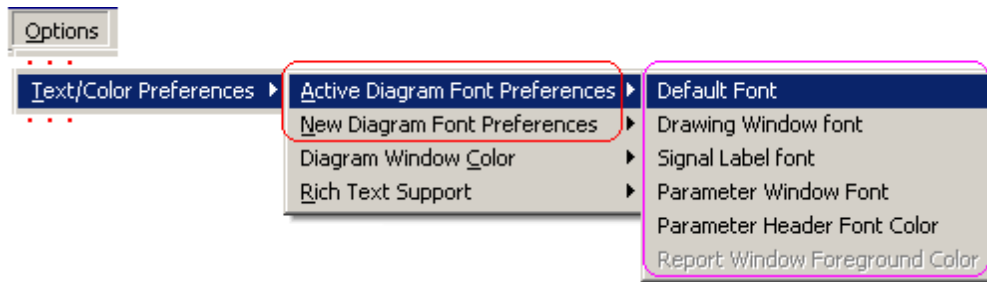 Options
Text/Color Preferences
Active Diagram Font Preferences
New Diagram Font Preferences
Diagram Window Color
Rich Text Support
Default Font
Drawing Window font
Signal Label font
Parameter Window Font
Parameter Header Font Color
Report Window Foreground Color